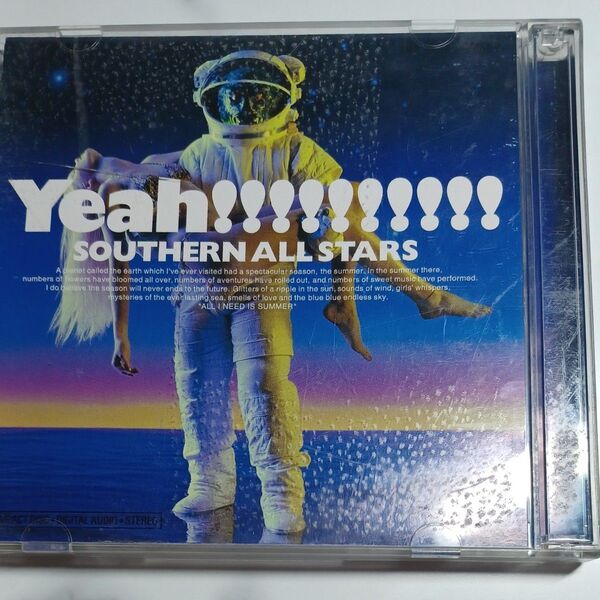 Yeah!!!!!!!!!!
SOUTHERN ALL STARS
A planet called the earth which I've ever visited had a spectacular season, the summer. In the summer there,
numbers of flowers have bloomed all over, numbers of aventures have rolled out, and numbers of sweet music have performed.
I do believe the season will never ends to the future. Glitters of a ripple in the sun, sounds of wind, girls' whispers,
mysteries of the everlasting sea, smells of love and the blue blue endless sky.
"ALL I NEED IS SUMMER"
COMPACT DISC • DIGITAL AUDIO • STEREO